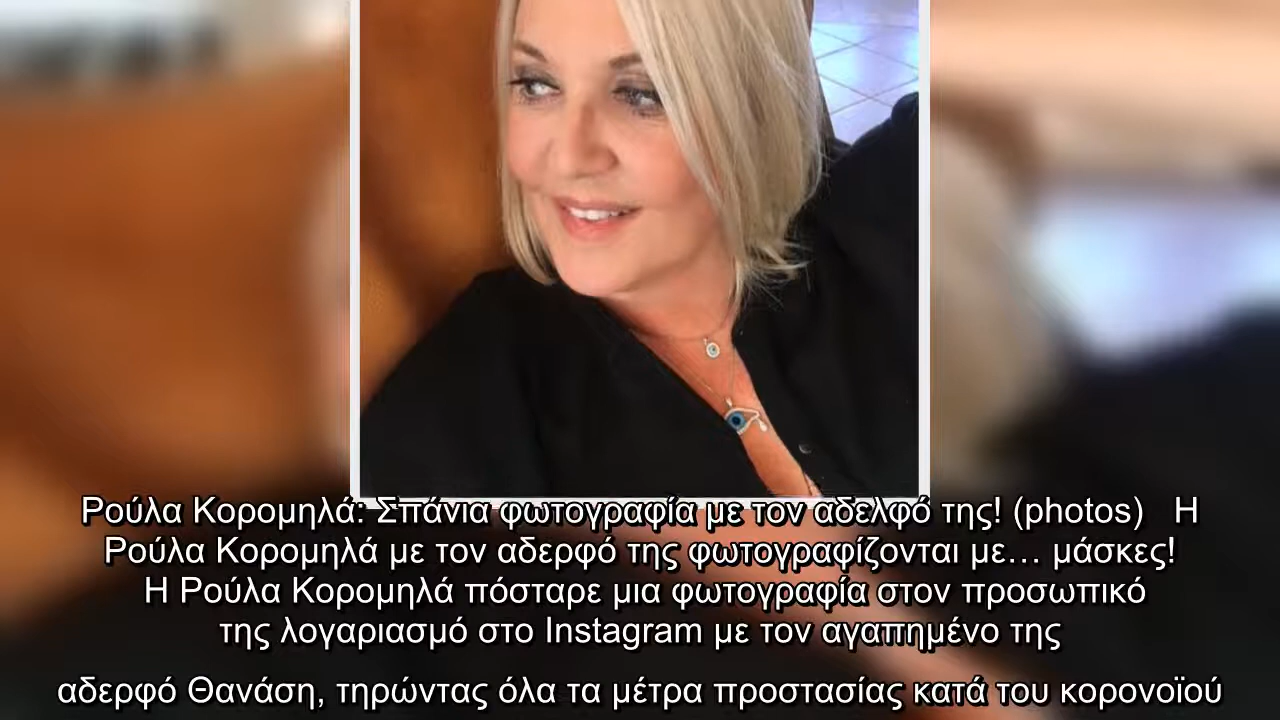 Ρούλα Κορομηλά: Σπάνια φωτογραφία με τον αδελφό της! (photos) Η
Ρούλα Κορομηλά με τον αδερφό της φωτογραφίζονται με… μάσκες!
Η Ρούλα Κορομηλά πόσταρε μια φωτογραφία στον προσωπικό
της λογαριασμό στο Instagram με τον αγαπημένο της
αδερφό Θανάση, τηρώντας όλα τα μέτρα προστασίας κατά του κορονοϊού